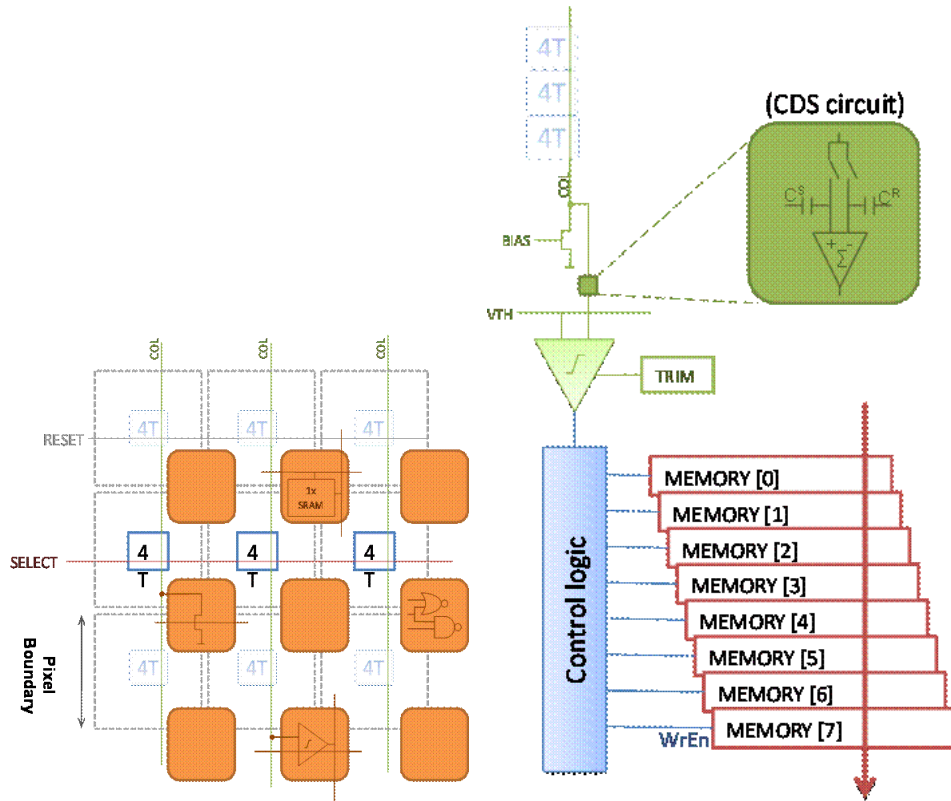 4T
4T
4T
(CDS circuit)
COL
C^S
C^R
+ -
Σ
BIAS
VTH
TRIM
COL
COL
COL
4T
4T
4T
RESET
1x
SRAM
SELECT
4
T
4
T
4
T
Pixel
Boundary
4T
4T
4T
Control logic
MEMORY [0]
MEMORY [1]
MEMORY [2]
MEMORY [3]
MEMORY [4]
MEMORY [5]
MEMORY [6]
MEMORY [7]
WrEn